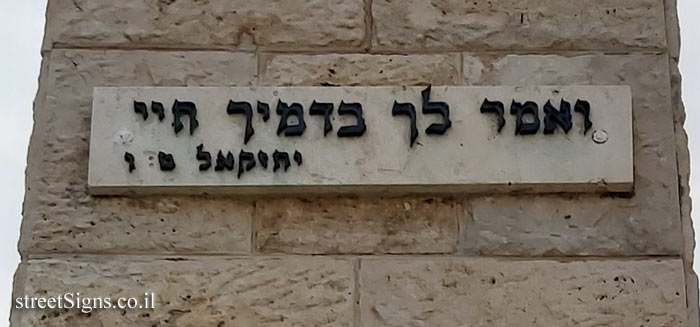 ואמר לך בדמיך חיי
יחזקאל ט ו
streetSigns.co.il